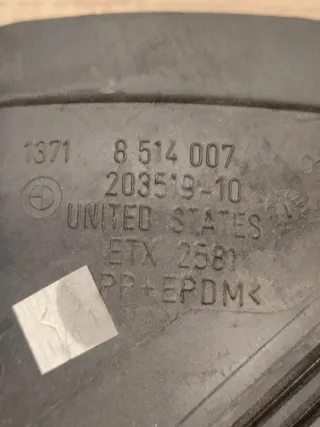 1371 8 514 007
203519-10
UNITED STATES
ETX 2581
PP+EPDM<